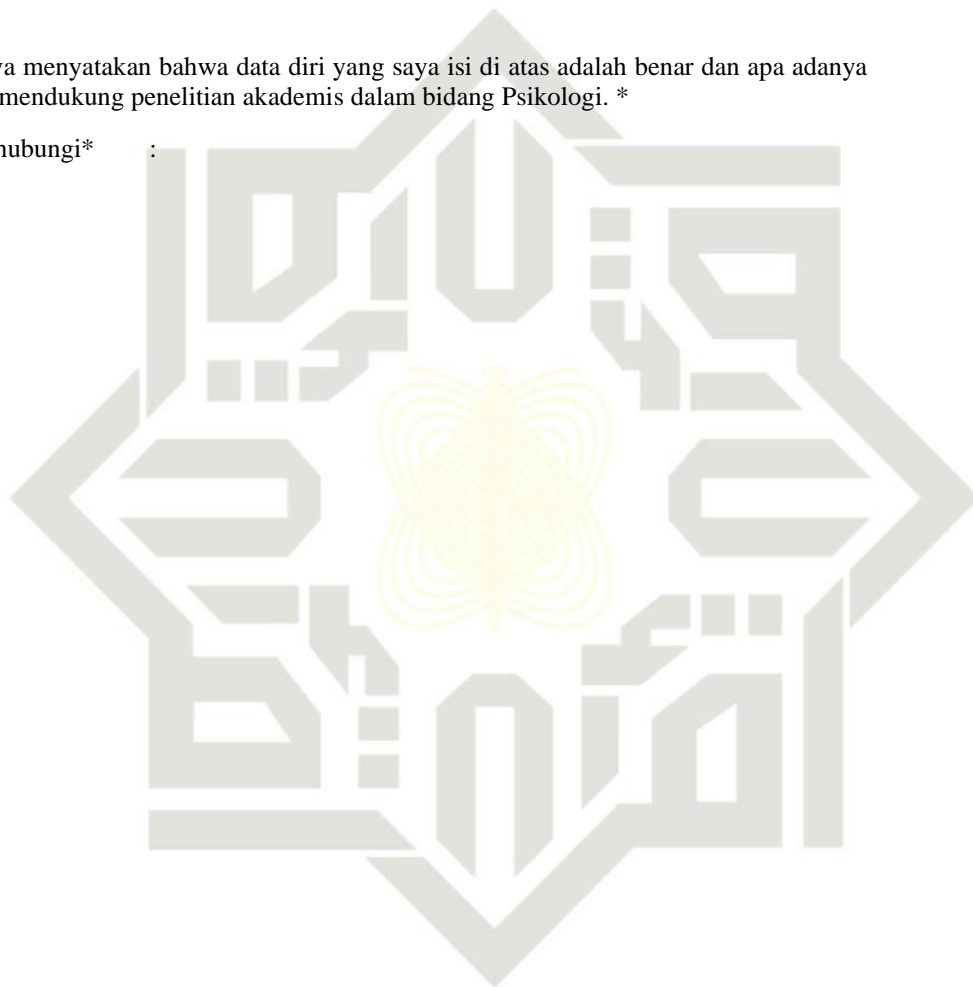 ya menyatakan bahwa data diri yang saya isi di atas adalah benar dan apa adanya
mendukung penelitian akademis dalam bidang Psikologi. *
hubungi* :